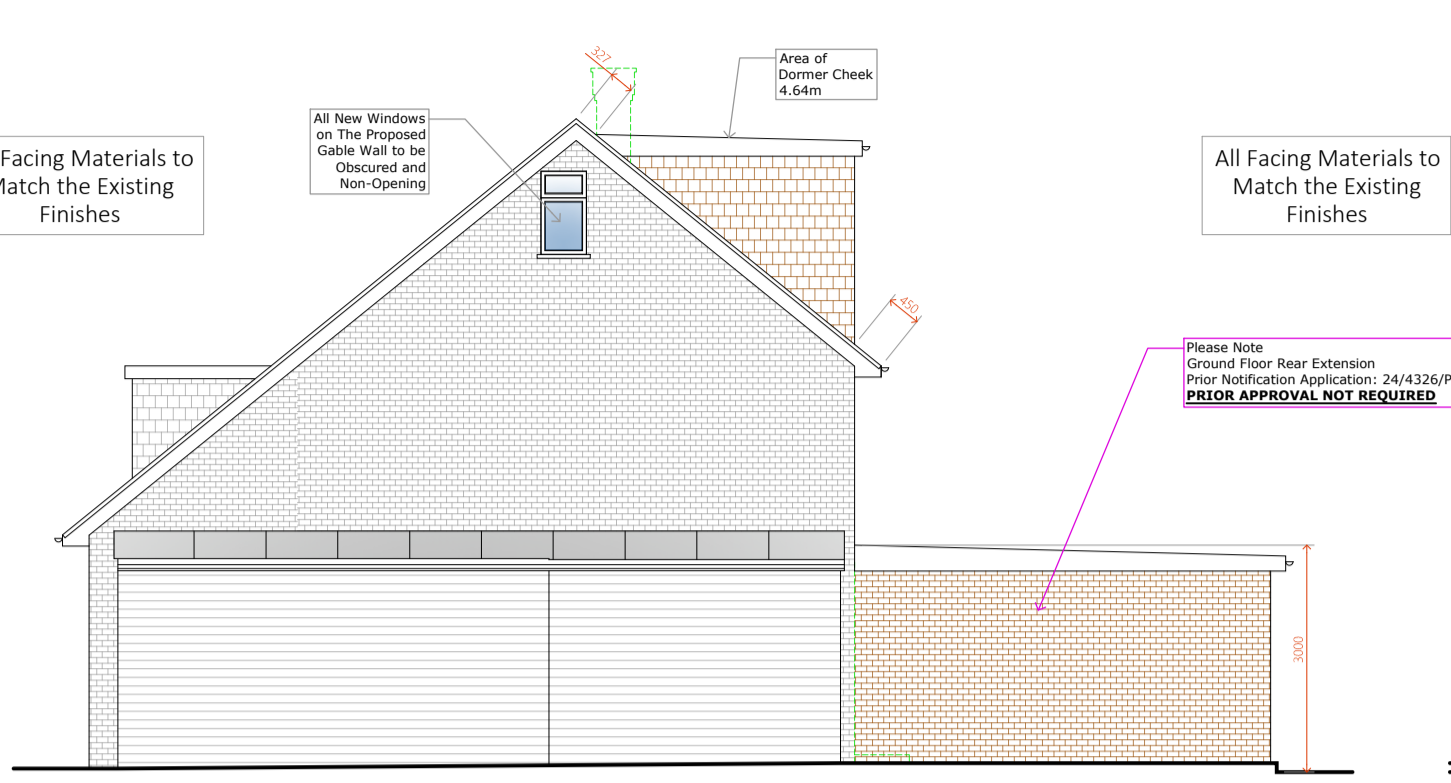 327
Area of
Dormer Cheek
4.64m
All New Windows
on The Proposed
Gable Wall to be
Obscured and
Non-Opening
Facing Materials to
Match the Existing
Finishes
All Facing Materials to
Match the Existing
Finishes
450
Please Note
Ground Floor Rear Extension
Prior Notification Application: 24/4326/P
PRIOR APPROVAL NOT REQUIRED
3000